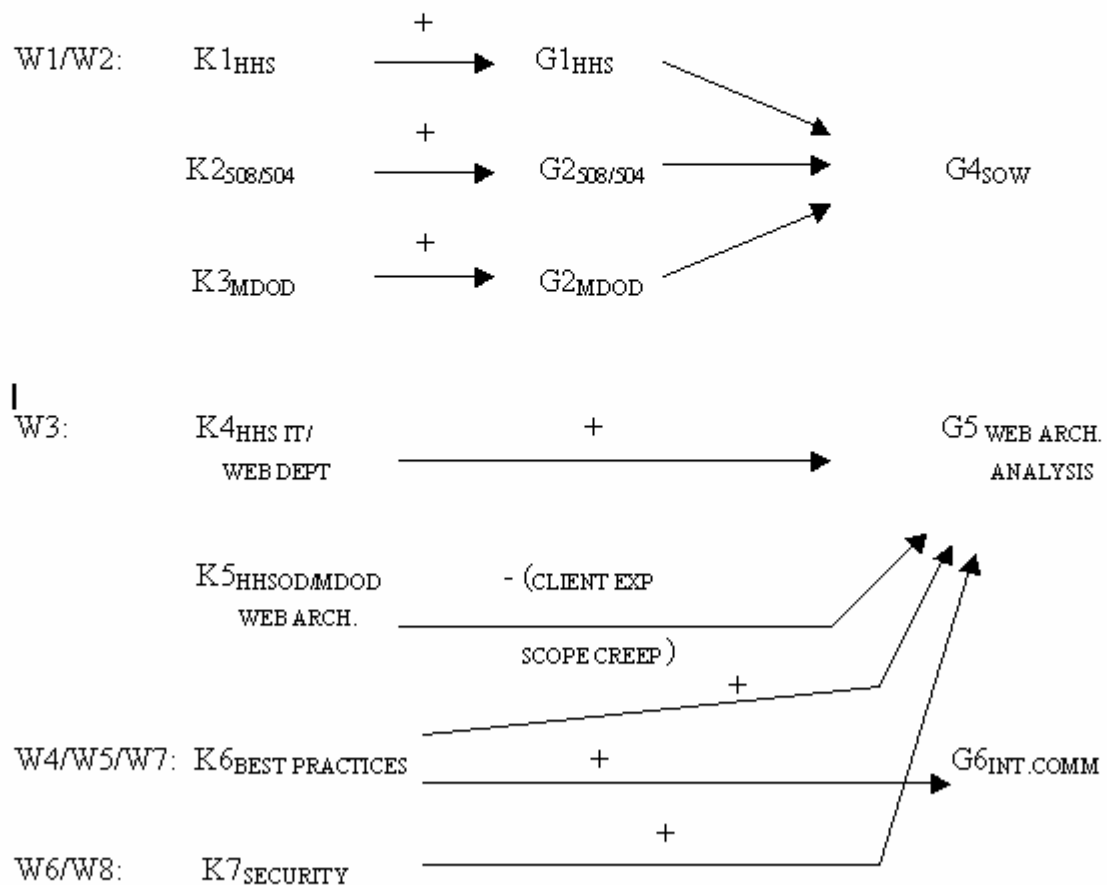 +
W1/W2: K1HHS G1HHS
+
K2508/504 G2508/504 G4SOW
+
K3MDOD G2MDOD
W3: K4HHS IT/ + G5 WEB ARCH.
WEB DEPT ANALYSIS
K5HHSOD/MDOD - (CLIENT EXP
WEB ARCH.
SCOPE CREEP)
+
W4/W5/W7: K6BEST PRACTICES + G6INT.COMM
+
W6/W8: K7SECURITY